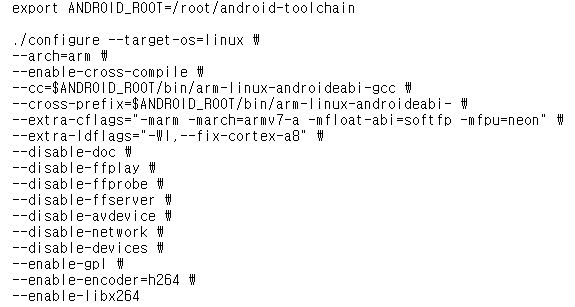 export ANDROID_ROOT=/root/android-toolchain

./configure --target-os=linux ₩
--arch=arm ₩
--enable-cross-compile ₩
--cc=$ANDROID_ROOT/bin/arm-linux-androideabi-gcc ₩
--cross-prefix=$ANDROID_ROOT/bin/arm-linux-androideabi- ₩
--extra-cflags="-marm -march=armv7-a -mfloat-abi=softfp -mfpu=neon" ₩
--extra-ldflags="-Wl,--fix-cortex-a8" ₩
--disable-doc ₩
--disable-ffplay ₩
--disable-ffprobe ₩
--disable-ffserver ₩
--disable-avdevice ₩
--disable-network ₩
--disable-devices ₩
--enable-gpl ₩
--enable-encoder=h264 ₩
--enable-libx264